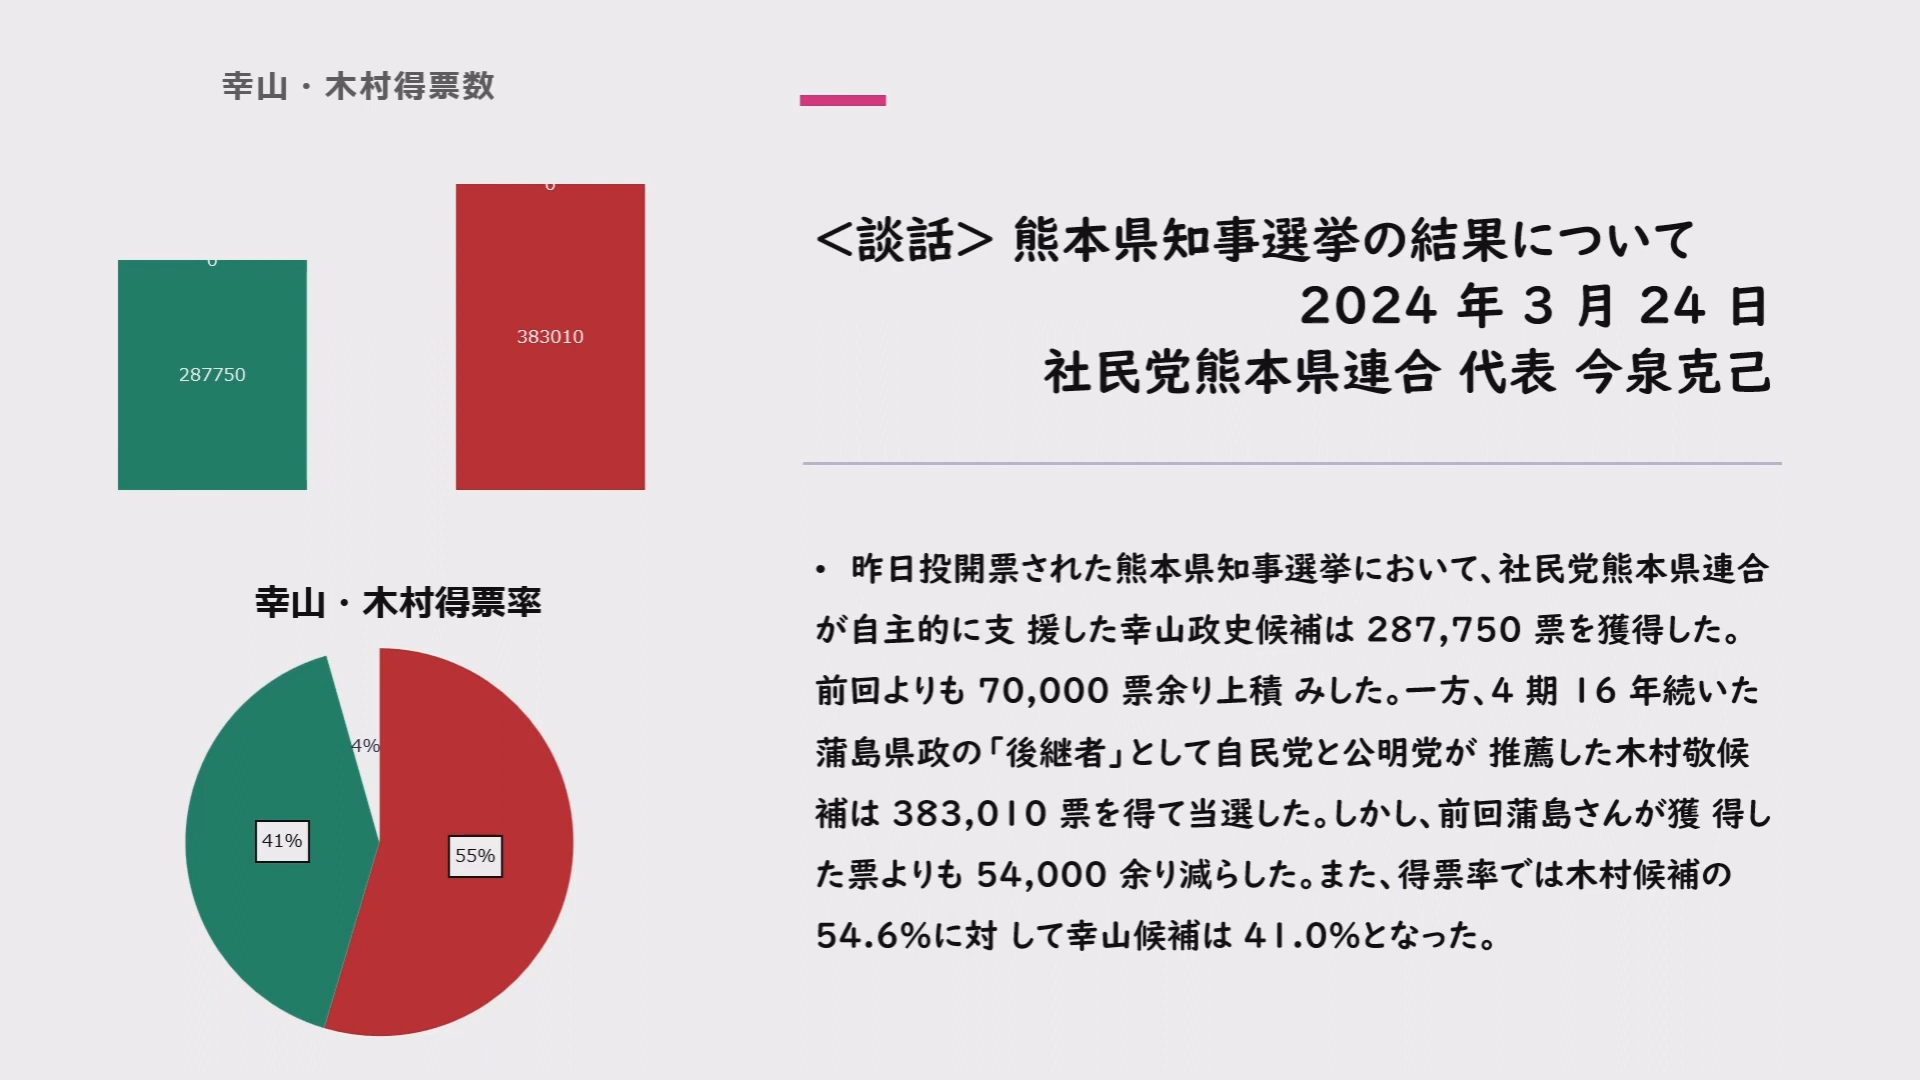 幸山・木村得票数
0
287750
0
383010
幸山・木村得票率
4%
41%
55%
＜談話＞ 熊本県知事選挙の結果について
2024 年 3 月 24 日
社民党熊本県連合 代表 今泉克己
• 昨日投開票された熊本県知事選挙において、社民党熊本県連合
が自主的に支 援した幸山政史候補は 287,750 票を獲得した。
前回よりも 70,000 票余り上積 みした。一方、4 期 16 年続いた
蒲島県政の「後継者」として自民党と公明党が 推薦した木村敬候
補は 383,010 票を得て当選した。しかし、前回蒲島さんが獲 得し
た票よりも 54,000 余り減らした。また、得票率では木村候補の
54.6%に対 して幸山候補は 41.0%となった。